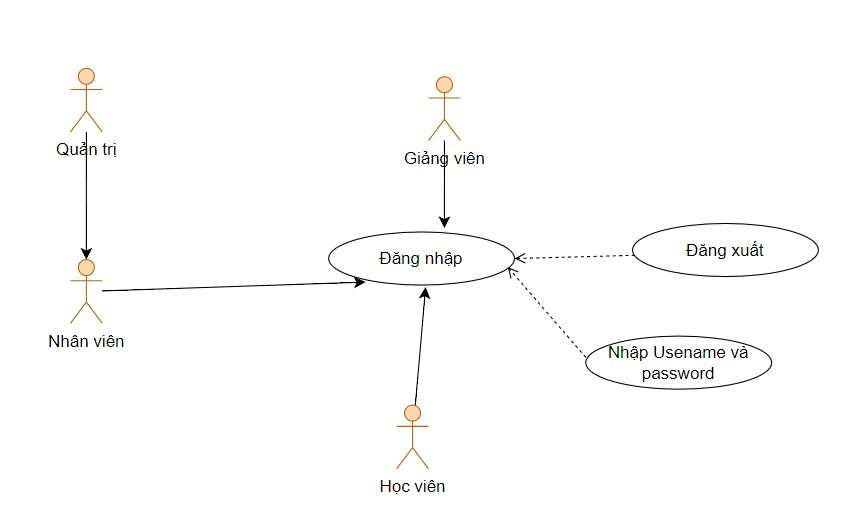 Quản trị
Giảng viên
Đăng nhập
Đăng xuất
Nhân viên
Nhập Usename và
password
Học viên